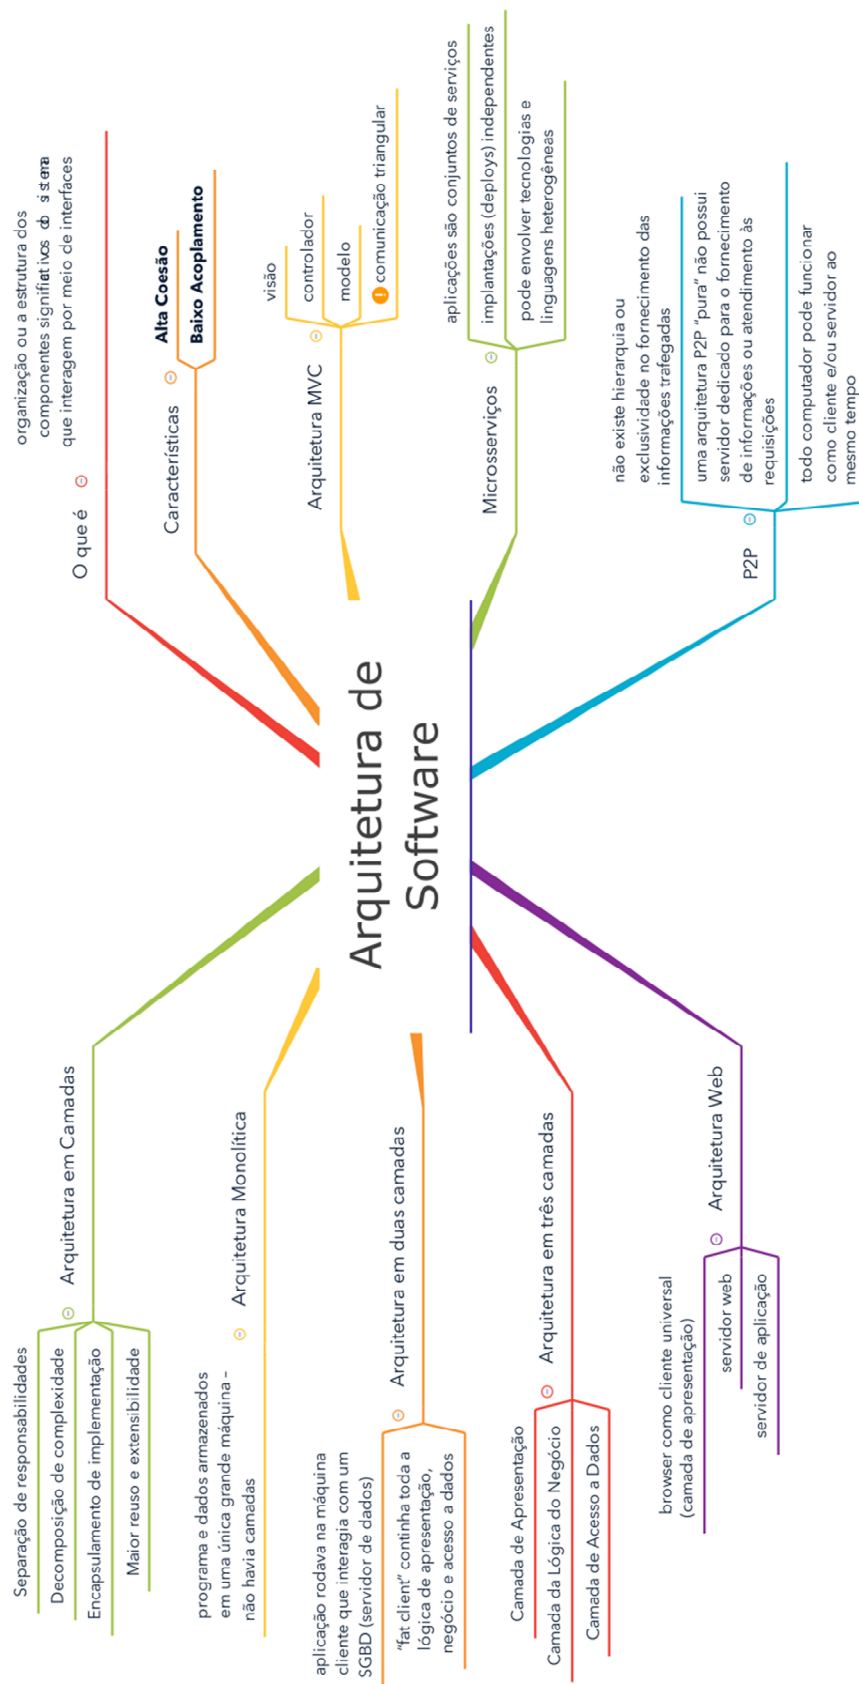 Arquitetura de
Software
O que é
organização ou a estrutura dos
componentes signifiativos do sistema
que interagem por meio de interfaces
Características
Alta Coesão
Baixo Acoplamento
Arquitetura MVC
visão
controlador
modelo
comunicação triangular
Microsserviços
aplicações são conjuntos de serviços
implantações (deploys) independentes
pode envolver tecnologias e
linguagens heterogêneas
P2P
não existe hierarquia ou
exclusividade no fornecimento das
informações trafegadas
uma arquitetura P2P “pura” não possui
servidor dedicado para o fornecimento
de informações ou atendimento às
requisições
todo computador pode funcionar
como cliente e/ou servidor ao
mesmo tempo
Arquitetura em Camadas
Separação de responsabilidades
Decomposição de complexidade
Encapsulamento de implementação
Maior reuso e extensibilidade
Arquitetura Monolítica
programa e dados armazenados
em uma única grande máquina –
não havia camadas
Arquitetura em duas camadas
aplicação rodava na máquina
cliente que interagia com um
SGBD (servidor de dados)
“fat client” continha toda a
lógica de apresentação,
negócio e acesso a dados
Arquitetura em três camadas
Camada de Apresentação
Camada da Lógica do Negócio
Camada de Acesso a Dados
Arquitetura Web
browser como cliente universal
(camada de apresentação)
servidor web
servidor de aplicação